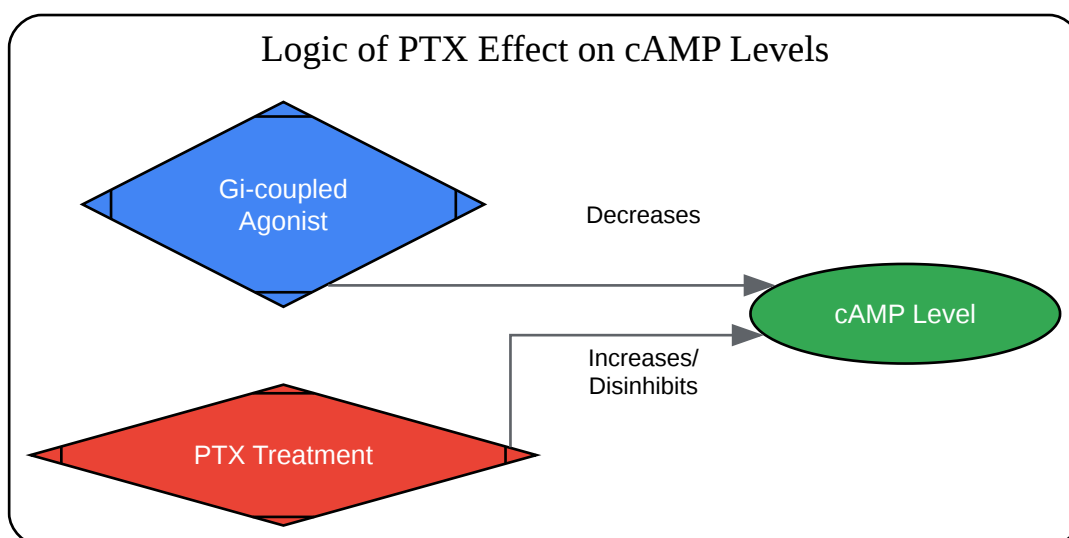 Logic of PTX Effect on cAMP Levels
Gi-coupled
Agonist
Decreases
cAMP Level
Increases/
Disinhibits
PTX Treatment